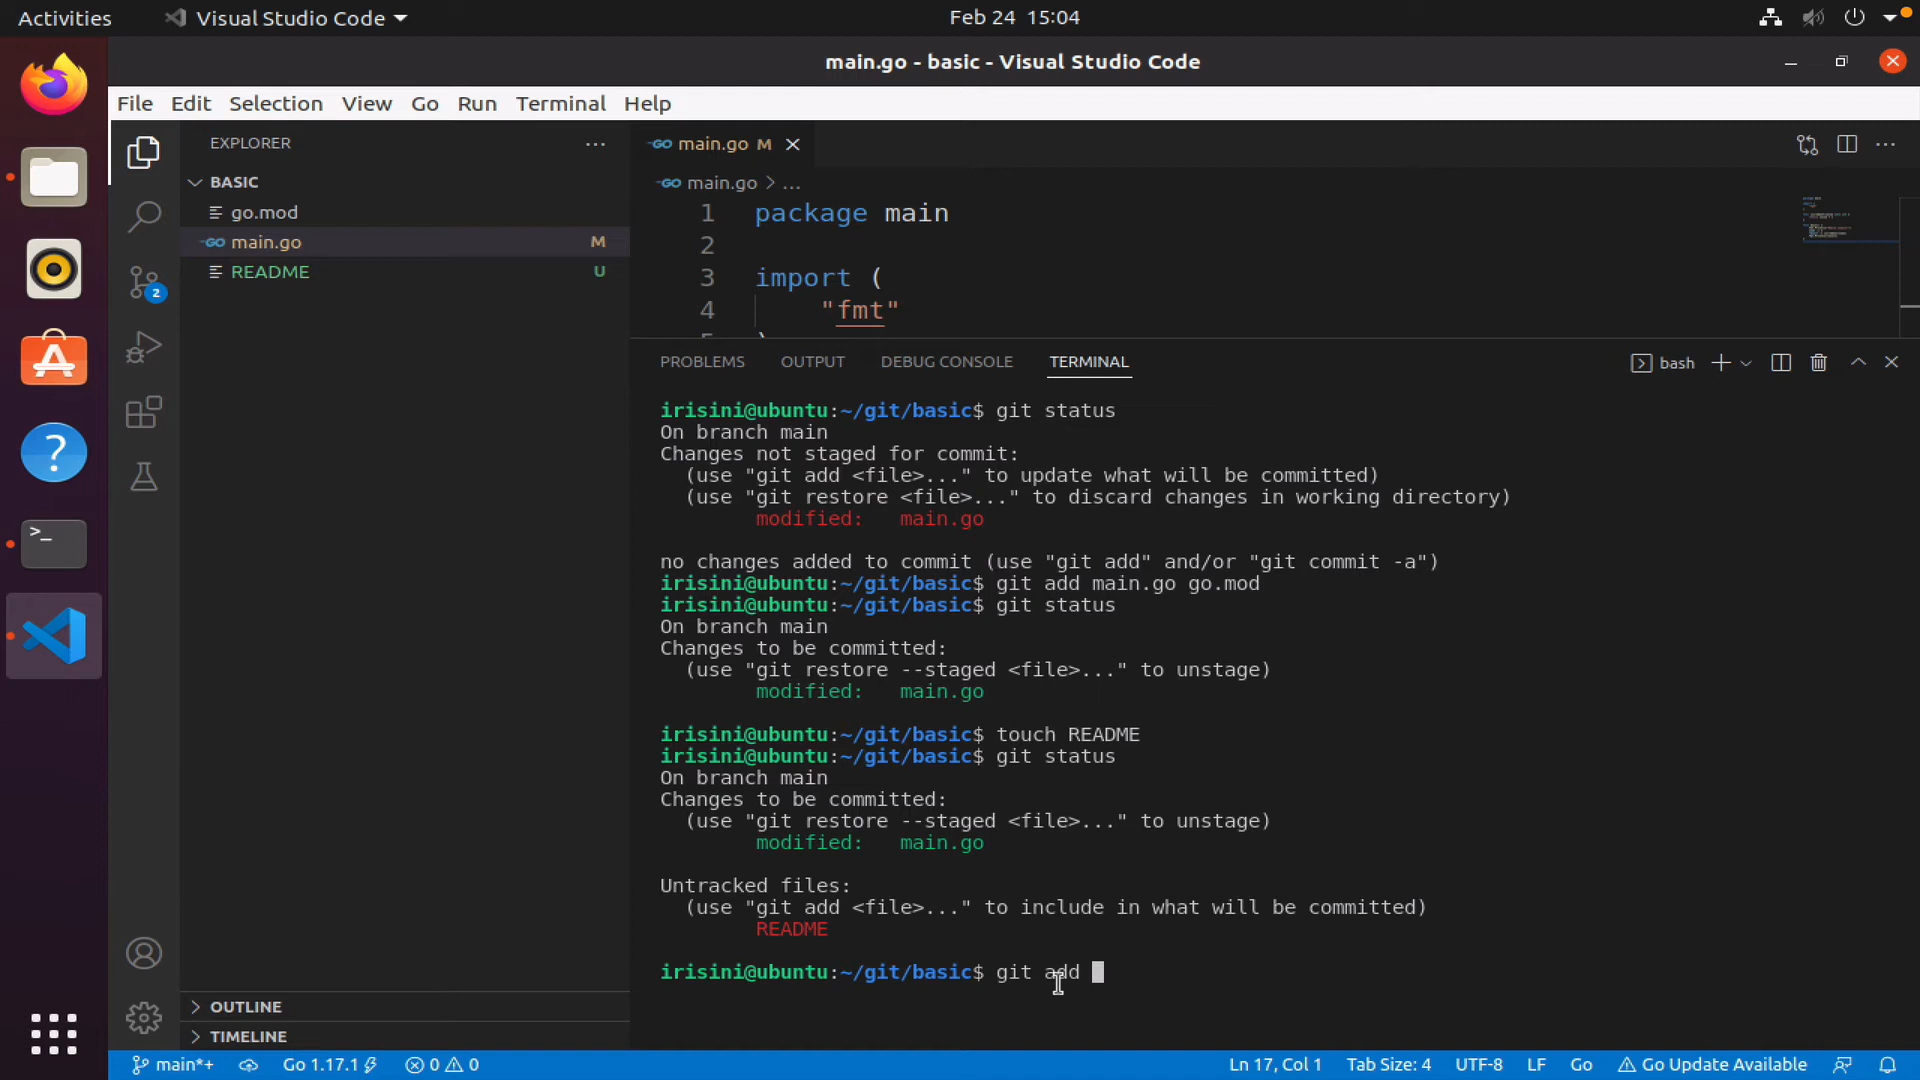 Activities
Visual Studio Code
Feb 24 15:04
main.go - basic - Visual Studio Code
File Edit Selection View Go Run Terminal Help
EXPLORER
BASIC
go.mod
GO main.go M
README U
2
GO main.go M
GO main.go > ...
1 package main
2
3 import (
4 "fmt"
PROBLEMS OUTPUT DEBUG CONSOLE TERMINAL
bash
irisini@ubuntu:~/git/basic$ git status
On branch main
Changes not staged for commit:
(use "git add <file>..." to update what will be committed)
(use "git restore <file>..." to discard changes in working directory)
modified: main.go
no changes added to commit (use "git add" and/or "git commit -a")
irisini@ubuntu:~/git/basic$ git add main.go go.mod
irisini@ubuntu:~/git/basic$ git status
On branch main
Changes to be committed:
(use "git restore --staged <file>..." to unstage)
modified: main.go
irisini@ubuntu:~/git/basic$ touch README
irisini@ubuntu:~/git/basic$ git status
On branch main
Changes to be committed:
(use "git restore --staged <file>..." to unstage)
modified: main.go
Untracked files:
(use "git add <file>..." to include in what will be committed)
README
irisini@ubuntu:~/git/basic$ git add
OUTLINE
TIMELINE
main*+ Go 1.17.1 0 0 Ln 17, Col 1 Tab Size: 4 UTF-8 LF Go Go Update Available